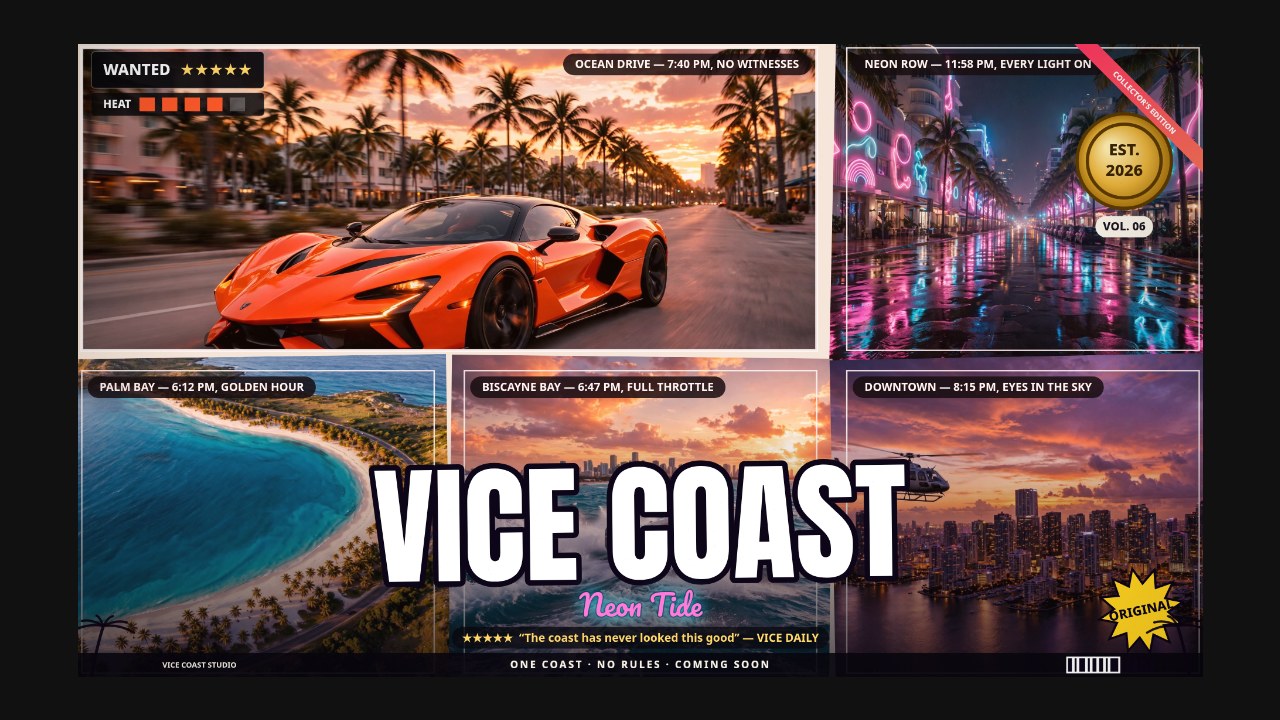 WANTED ★★★★★
HEAT
OCEAN DRIVE — 7:40 PM, NO WITNESSES
NEON ROW — 11:58 PM, EVERY LIGHT ON
COLLECTOR'S EDITION
EST.
2026
VOL. 06
PALM BAY — 6:12 PM, GOLDEN HOUR
BISCAYNE BAY — 6:47 PM, FULL THROTTLE
DOWNTOWN — 8:15 PM, EYES IN THE SKY
VICE COAST
Neon Tide
ORIGINAL
★★★★★ “The coast has never looked this good” — VICE DAILY
VICE COAST STUDIO
ONE COAST · NO RULES · COMING SOON